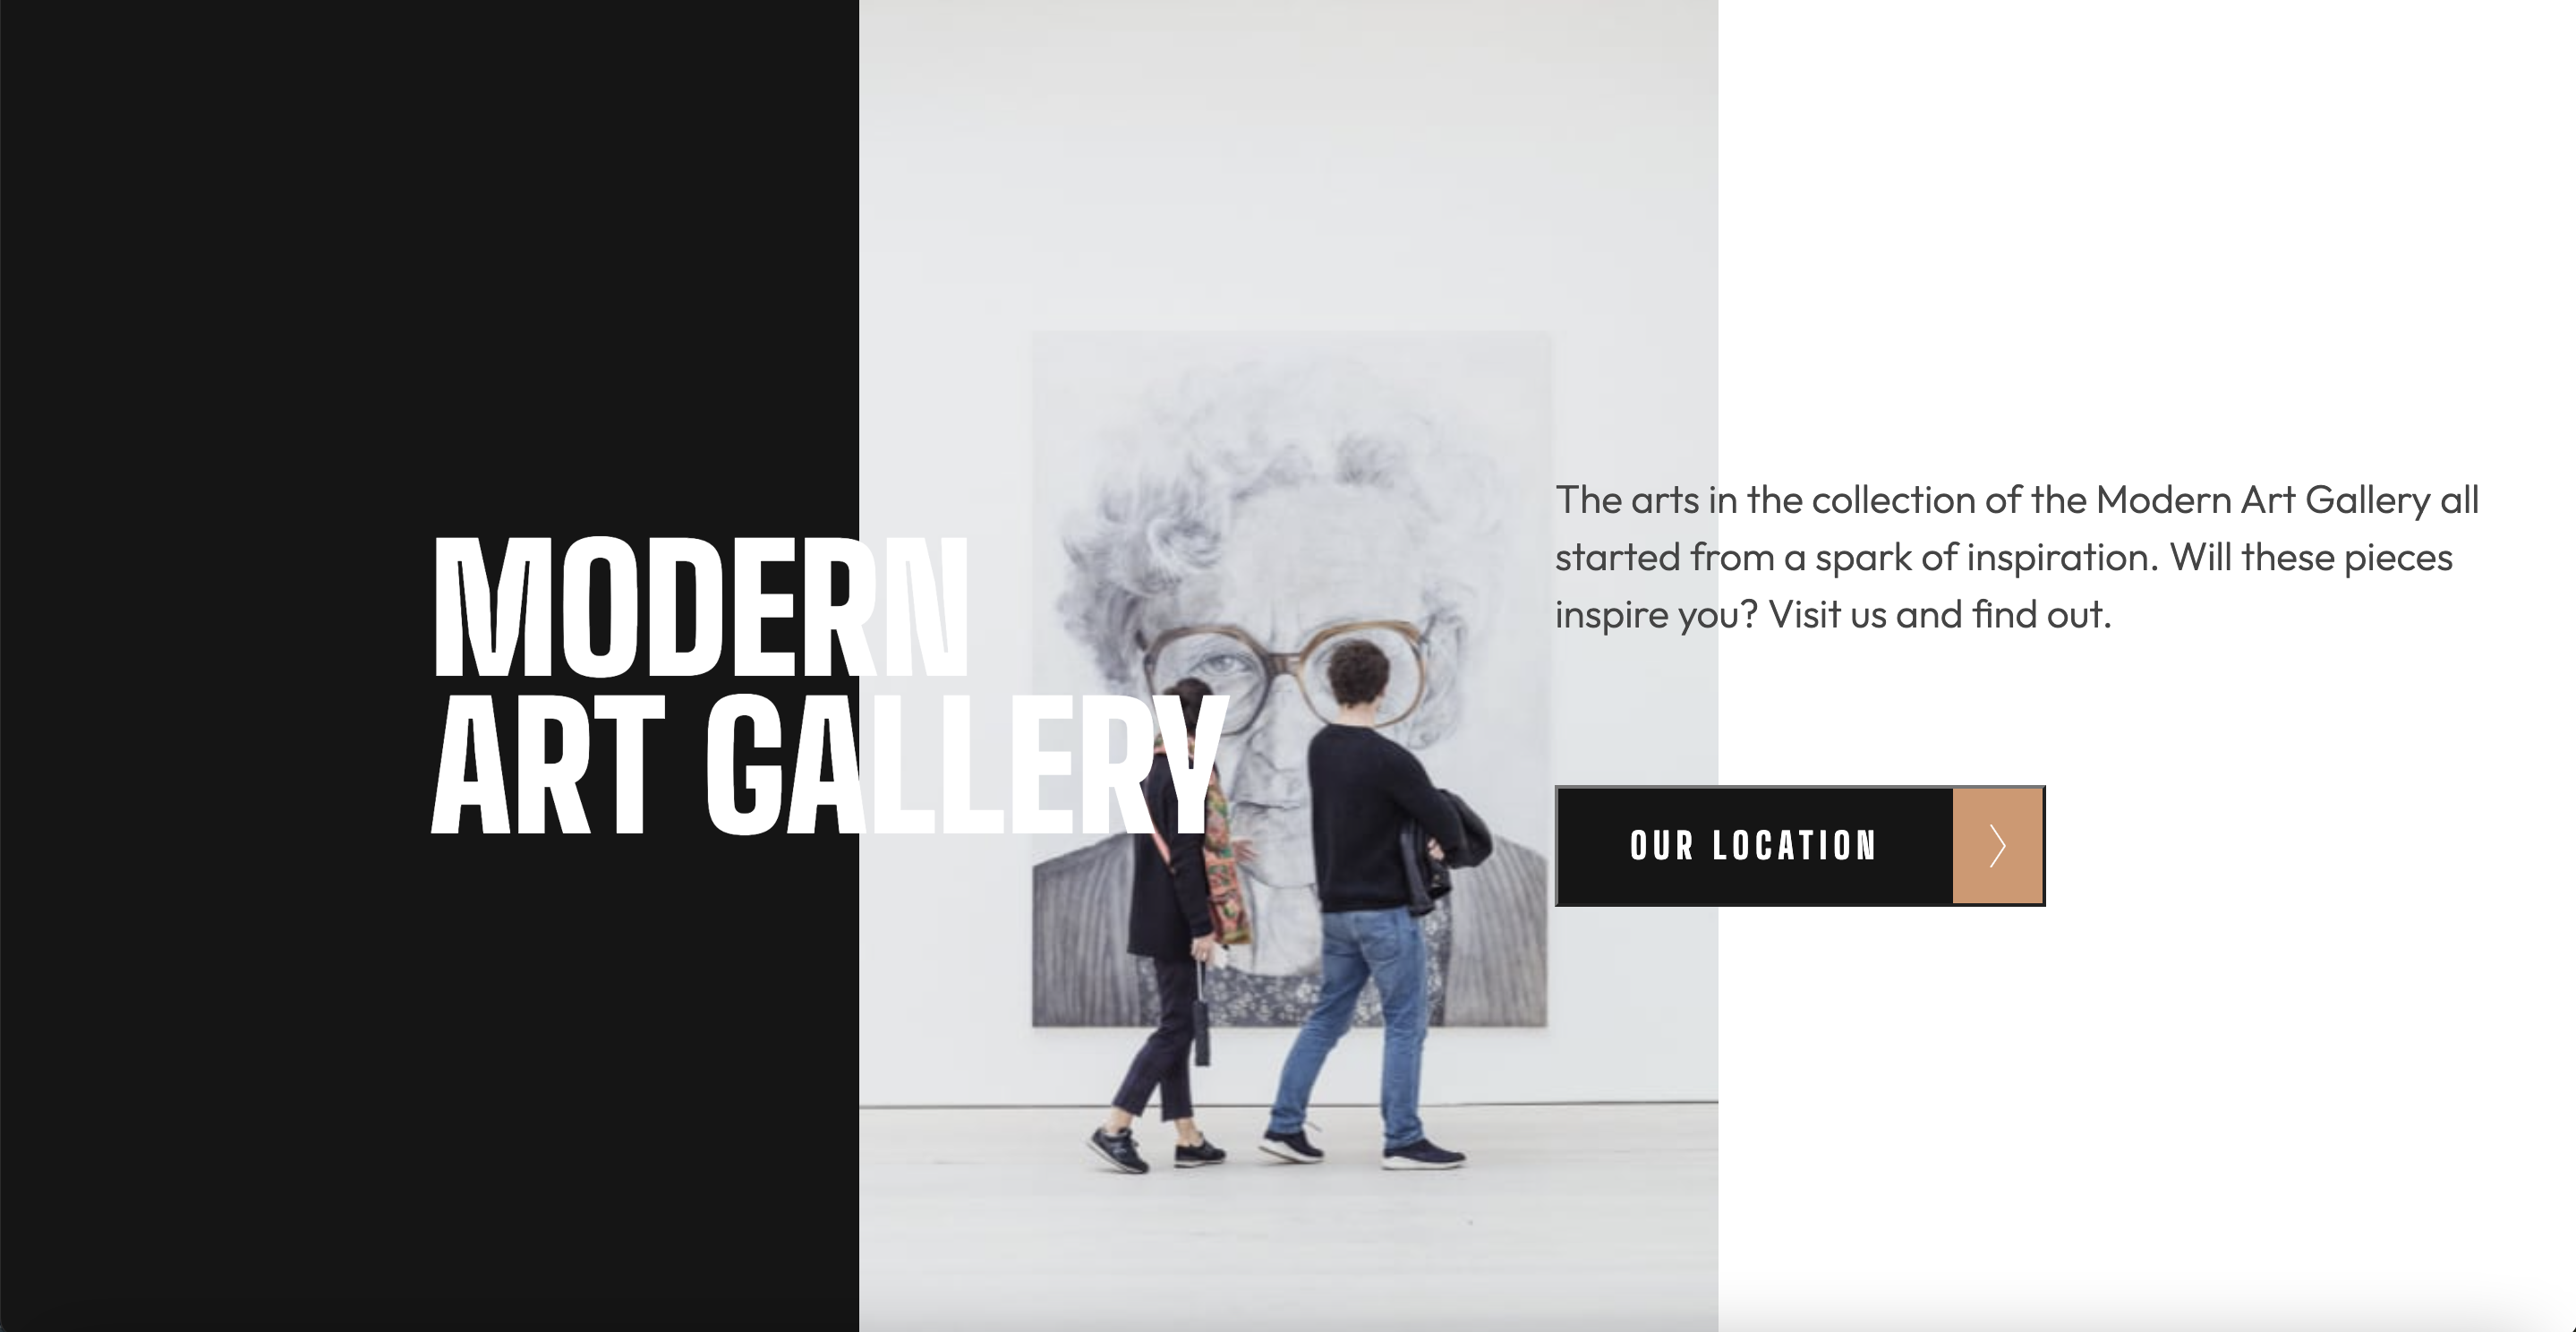 MODERN
ART GALLERY
The arts in the collection of the Modern Art Gallery all
started from a spark of inspiration. Will these pieces
inspire you? Visit us and find out.
OUR LOCATION